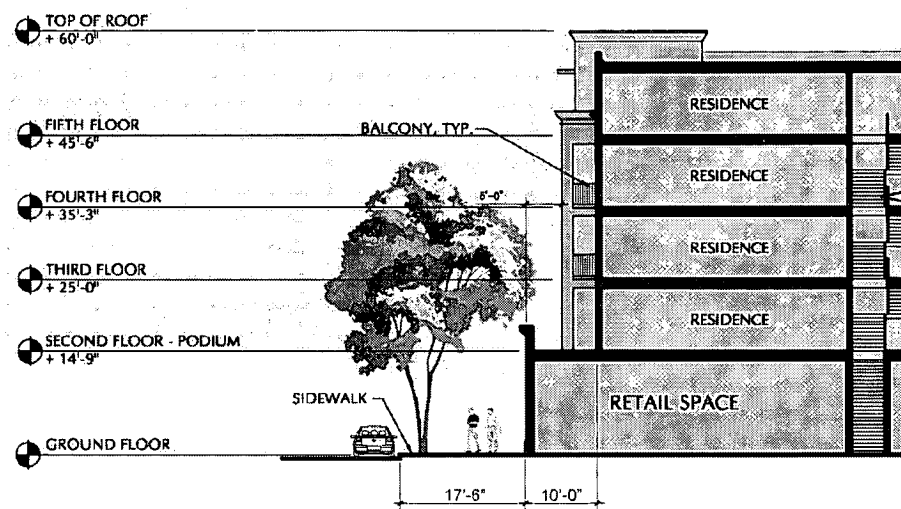 TOP OF ROOF
+ 60'-0"
FIFTH FLOOR
+ 45'-6"
BALCONY, TYP.
FOURTH FLOOR
+ 35'-3"
THIRD FLOOR
+ 25'-0"
SECOND FLOOR - PODIUM
+ 14'-9"
SIDEWALK
GROUND FLOOR
RESIDENCE
RESIDENCE
RESIDENCE
RESIDENCE
RETAIL SPACE
17'-6"
10'-0"